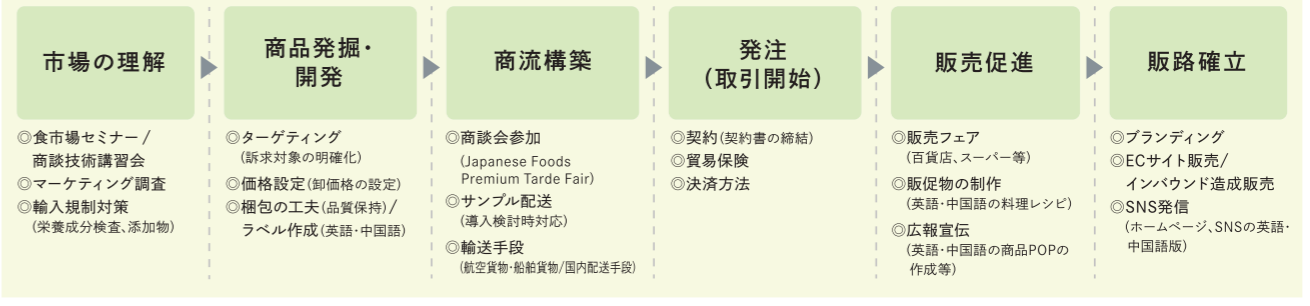 市場の理解
◎食市場セミナー/
商談技術講習会
◎マーケティング調査
◎輸入規制対策
(栄養成分検査、添加物)
商品発掘・
開発
◎ターゲティング
(訴求対象の明確化)
◎価格設定(卸価格の設定)
◎梱包の工夫(品質保持)/
ラベル作成(英語・中国語)
商流構築
◎商談会参加
(Japanese Foods
Premium Tarde Fair)
◎サンプル配送
(導入検討時対応)
◎輸送手段
(航空貨物・船舶貨物/国内配送手段)
発注
(取引開始)
◎契約(契約書の締結)
◎貿易保険
◎決済方法
販売促進
◎販売フェア
(百貨店、スーパー等)
◎販促物の制作
(英語・中国語の料理レシピ)
◎広報宣伝
(英語・中国語の商品POPの
作成等)
販路確立
◎ブランディング
◎ECサイト販売/
インバウンド造成販売
◎SNS発信
(ホームページ、SNSの英語・
中国語版)